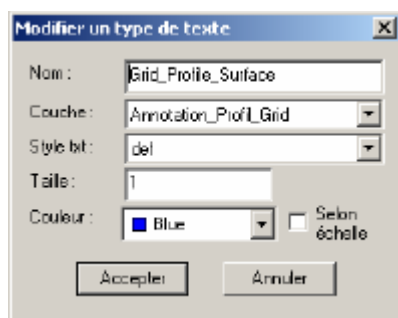 Modifier un type de texte
Nom : Grid_Profile_Surface
Couche : Annotation_Profil_Grid
Style txt : def
Taille : 1
Couleur : Blue Selon échelle
Accepter Annuler